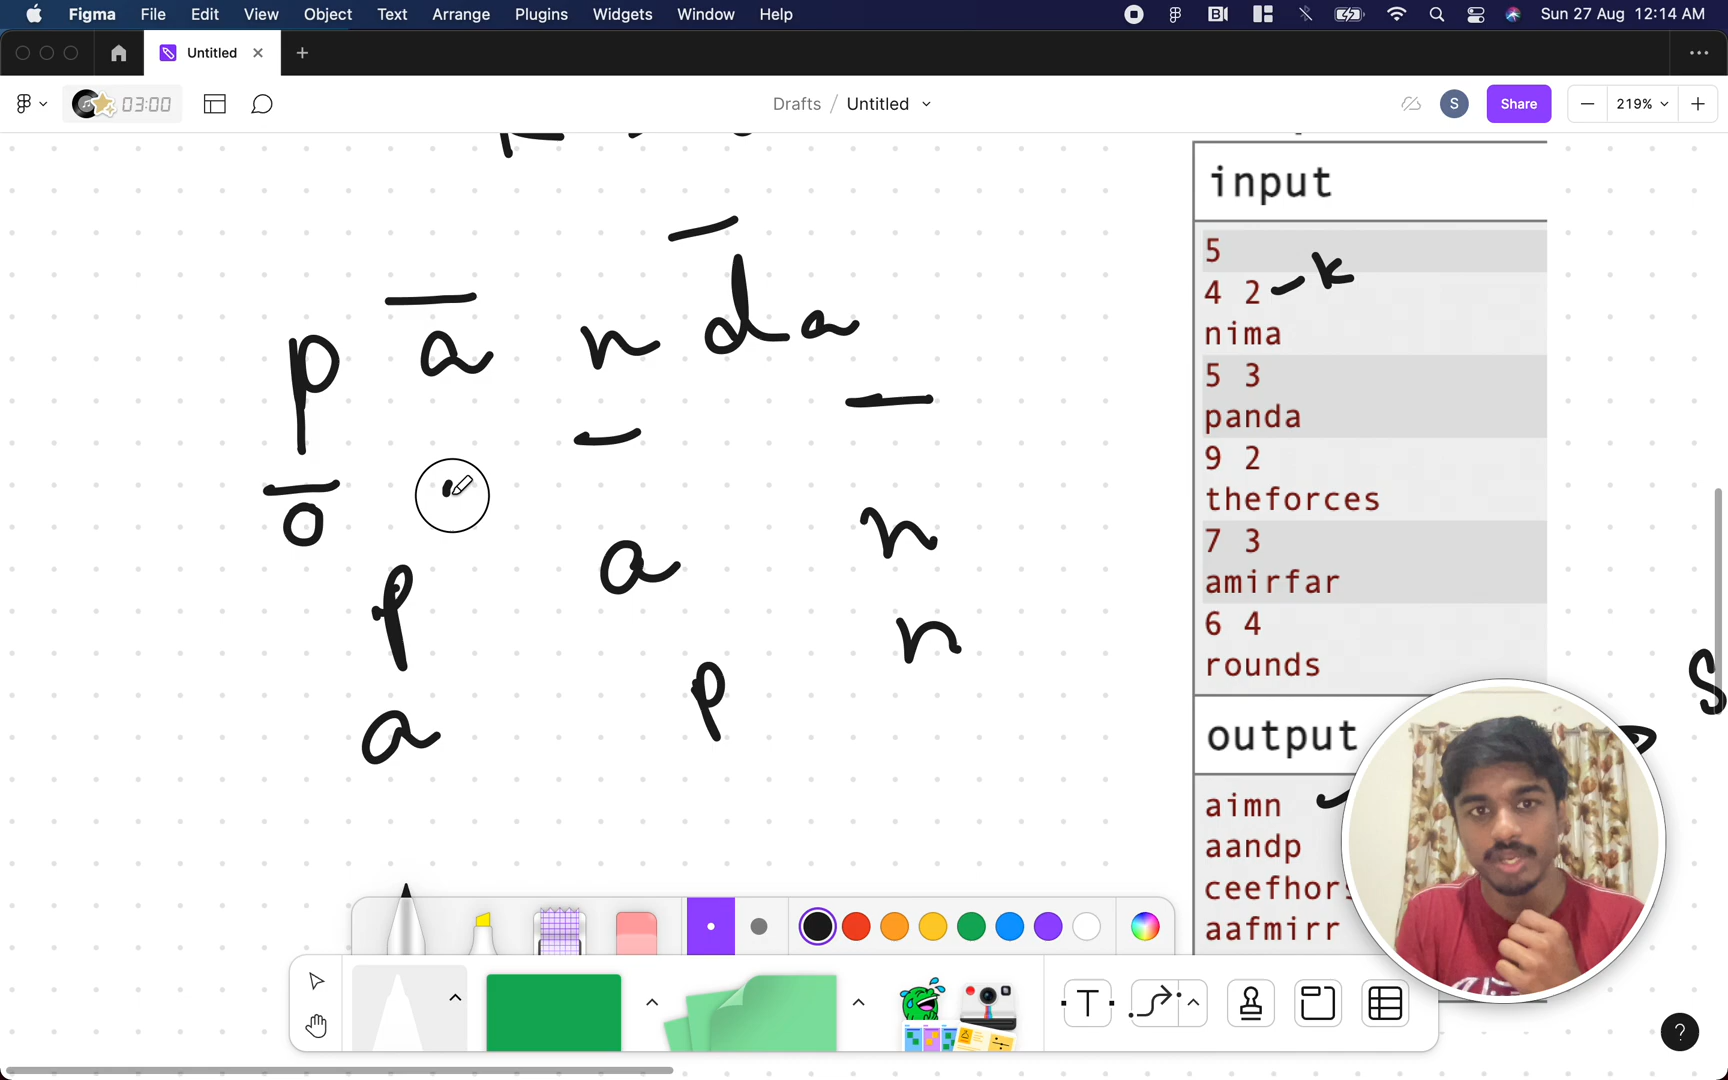 Figma File Edit View Object Text Arrange Plugins Widgets Window Help Sun 27 Aug 12:14 AM
Untitled
03:00 Drafts / Untitled S Share 219%
input
5
4 2 - k
nima
5 3
panda
9 2
theforces
7 3
amirfar
6 4
rounds
output
aimn
aandp
ceefhors
aafmirr
p a n d a
0
a n
p n
p
a
S
T
?